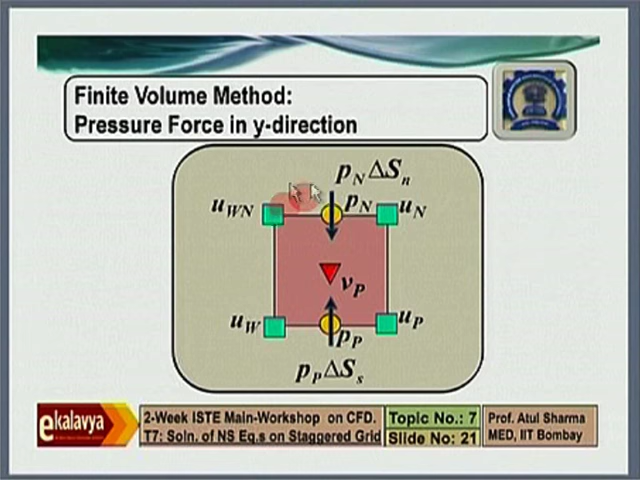 Finite Volume Method:
Pressure Force in y-direction
p_N ΔS_n
u_WN p_N u_N
v_P
u_W p_P u_P
p_P ΔS_s
ekalavya
2-Week ISTE Main-Workshop on CFD.
T7: Soln. of NS Eq.s on Staggered Grid
Topic No.: 7
Slide No: 21
Prof. Atul Sharma
MED, IIT Bombay